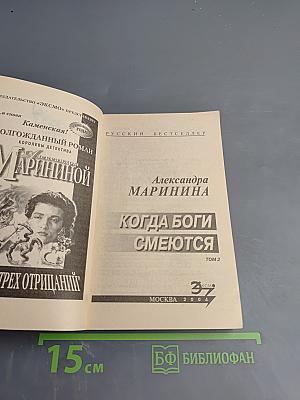 ИЗДАТЕЛЬСТВО «ЭКСМО»
Каменская!
ДОЛГОЖДАННЫЙ РОМАН
КОРОЛЕВЫ ДЕТЕКТИВА
МАРИНИНОЙ
ТРЕХ ОТРИЦАНИЙ
РУССКИЙ БЕСТСЕЛЛЕР
Александра
МАРИНИНА
КОГДА БОГИ
СМЕЮТСЯ
ТОМ 2
МОСКВА
2004
15 см
БФ БИБЛИОФАН